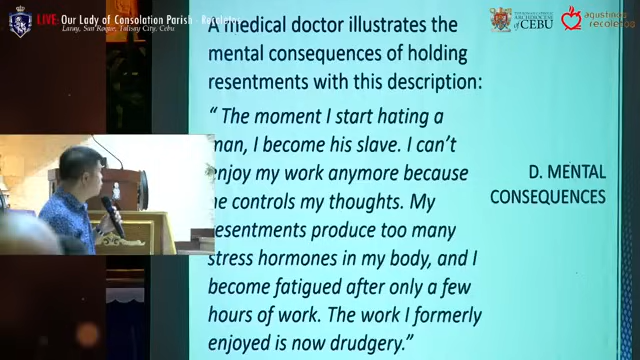 LIVE: Our Lady of Consolation Parish - Recoletos
Laray, San Roque, Talisay City, Cebu
ARCHDIOCESE
of CEBU
agustinos
recoletos
A medical doctor illustrates the
mental consequences of holding
resentments with this description:
“ The moment I start hating a
man, I become his slave. I can’t
enjoy my work anymore because
he controls my thoughts. My
resentments produce too many
stress hormones in my body, and I
become fatigued after only a few
hours of work. The work I formerly
enjoyed is now drudgery.”
D. MENTAL
CONSEQUENCES